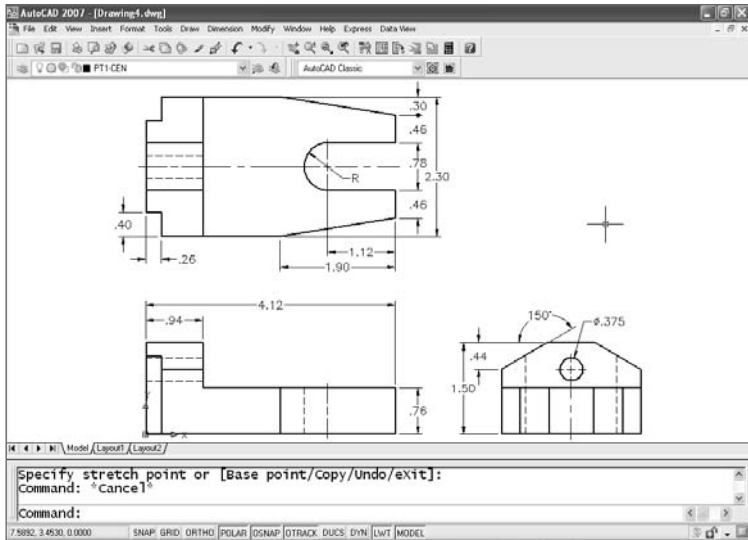 AutoCAD 2007 - [Drawing4.dwg]
File Edit View Insert Format Tools Draw Dimension Modify Window Help Express Data View
PT1-CEN AutoCAD Classic
.30
.46
R .78 2.30
.46
.40
.26
1.12
1.90
4.12
.94
150° ø.375
.44
1.50
.76
Y
X
Model Layout1 Layout2
Specify stretch point or [Base point/Copy/Undo/eXit]:
Command: *Cancel*
Command:
7.5892, 3.4530, 0.0000 SNAP GRID ORTHO POLAR OSNAP OTRACK DUCS DYN LWT MODEL